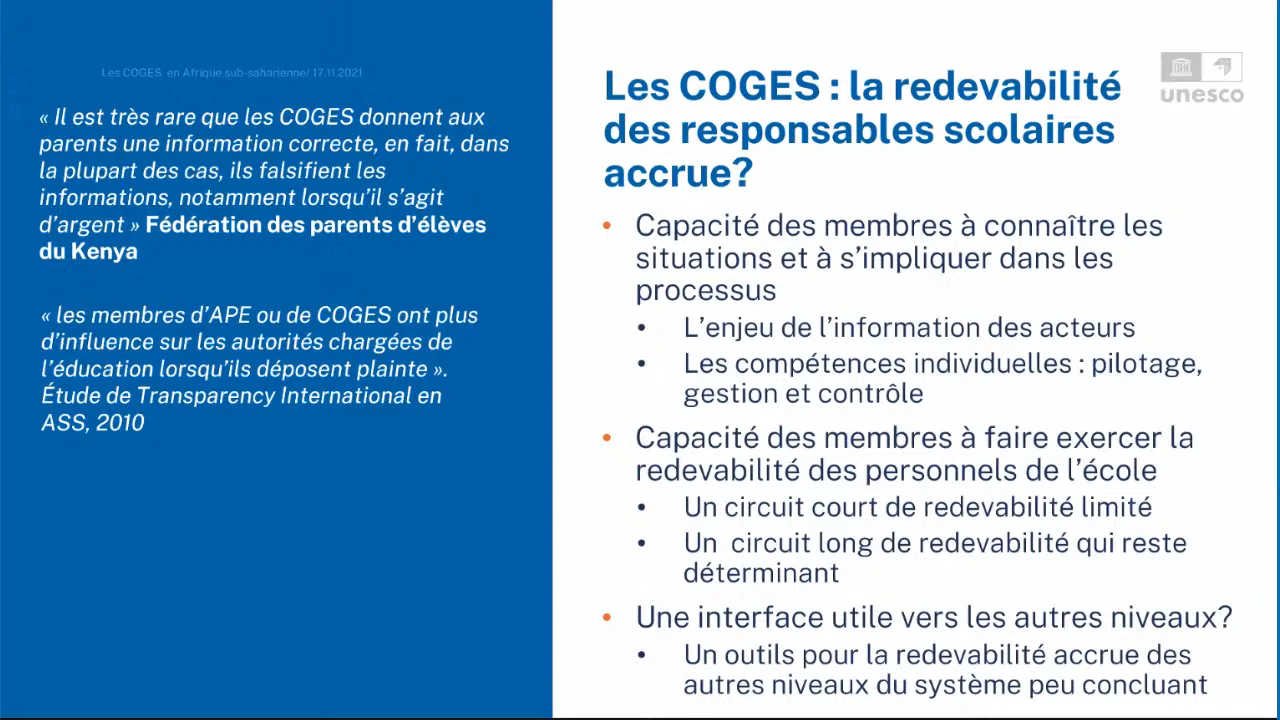 Les COGES en Afrique sub-saharienne/ 17.11.2021
« Il est très rare que les COGES donnent aux
parents une information correcte, en fait, dans
la plupart des cas, ils falsifient les
informations, notamment lorsqu’il s’agit
d’argent » Fédération des parents d’élèves
du Kenya
« les membres d’APE ou de COGES ont plus
d’influence sur les autorités chargées de
l’éducation lorsqu’ils déposent plainte ».
Étude de Transparency International en
ASS, 2010
unesco
Les COGES : la redevabilité
des responsables scolaires
accrue?
• Capacité des membres à connaître les
situations et à s’impliquer dans les
processus
• L’enjeu de l’information des acteurs
• Les compétences individuelles : pilotage,
gestion et contrôle
• Capacité des membres à faire exercer la
redevabilité des personnels de l’école
• Un circuit court de redevabilité limité
• Un circuit long de redevabilité qui reste
déterminant
• Une interface utile vers les autres niveaux?
• Un outils pour la redevabilité accrue des
autres niveaux du système peu concluant